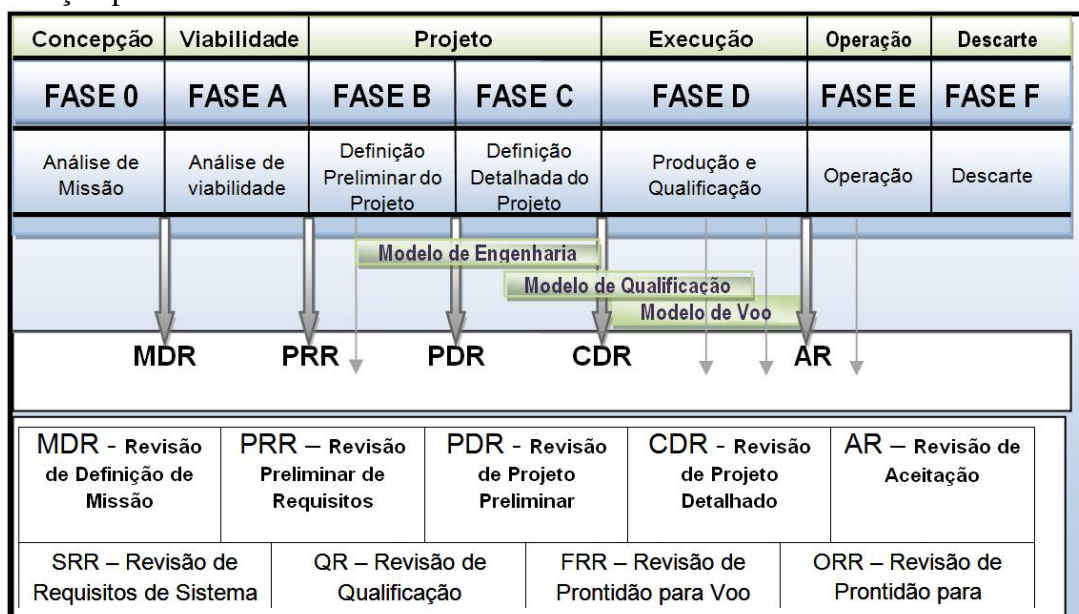 Concepção Viabilidade Projeto Execução Operação Descarte
FASE 0 FASE A FASE B FASE C FASE D FASE E FASE F
Análise de
Missão
Análise de
viabilidade
Definição
Preliminar do
Projeto
Definição
Detalhada do
Projeto
Produção e
Qualificação
Operação
Descarte
Modelo de Engenharia
Modelo de Qualificação
Modelo de Voo
MDR PRR PDR CDR AR
MDR - Revisão
de Definição de
Missão
PRR – Revisão
Preliminar de
Requisitos
PDR - Revisão
de Projeto
Preliminar
CDR - Revisão
de Projeto
Detalhado
AR – Revisão de
Aceitação
SRR – Revisão de
Requisitos de Sistema
QR – Revisão de
Qualificação
FRR – Revisão de
Prontidão para Voo
ORR – Revisão de
Prontidão para